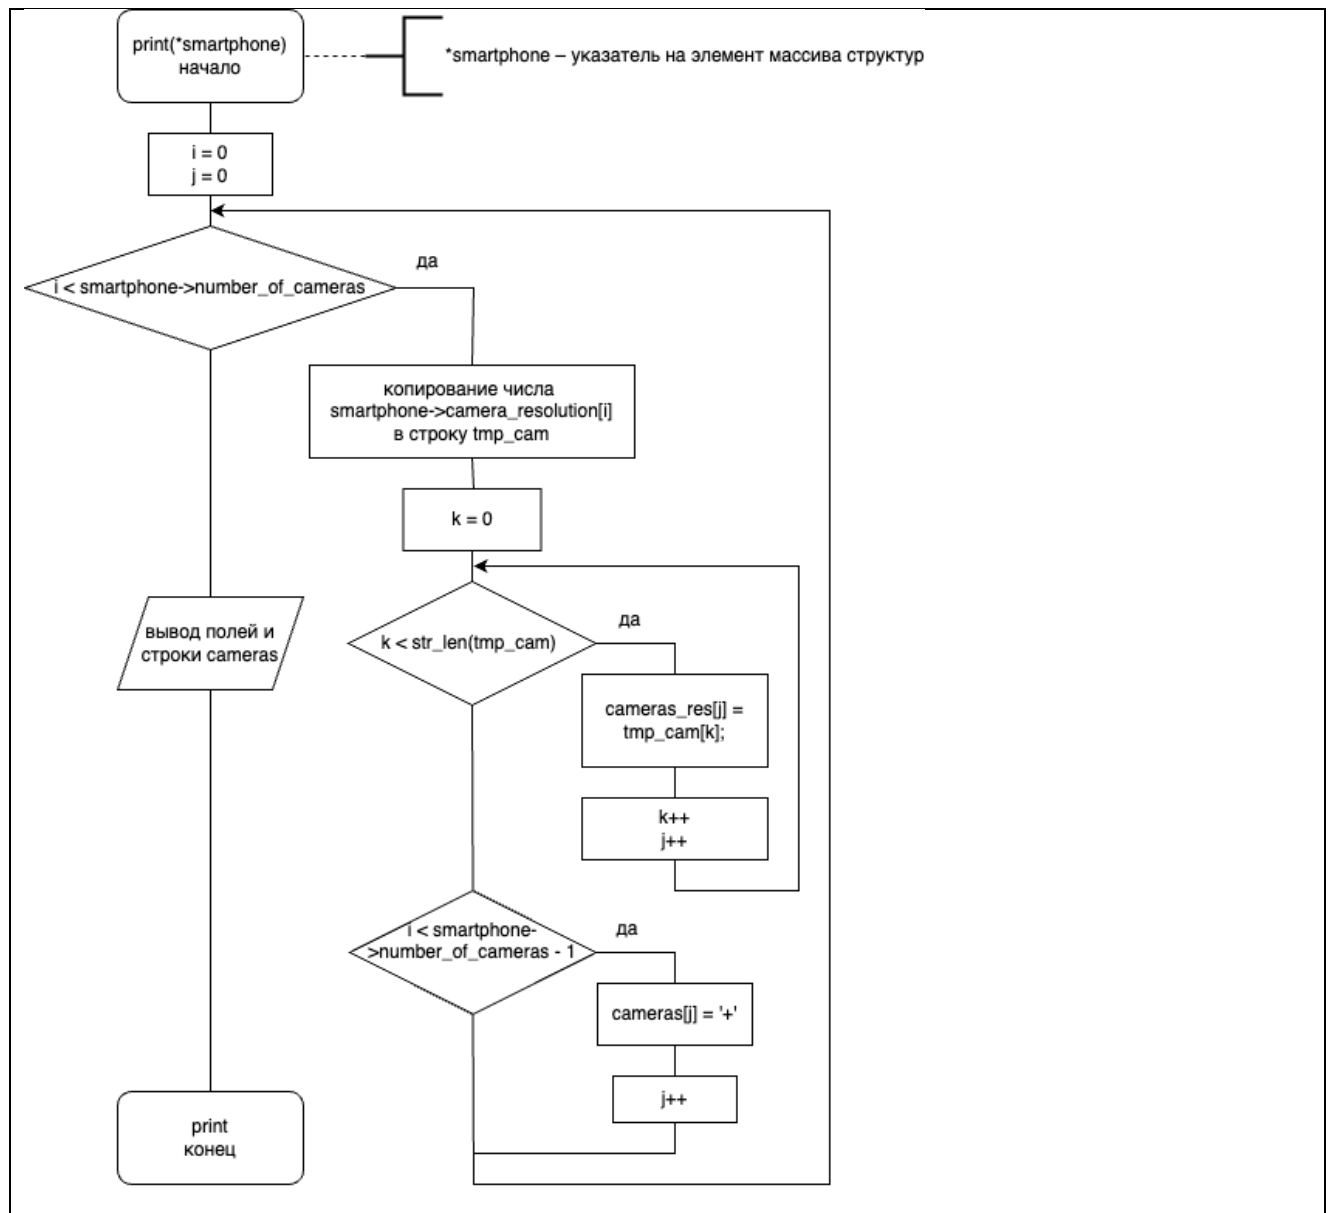 print(*smartphone)
начало
*smartphone – указатель на элемент массива структур
i = 0
j = 0
i < smartphone->number_of_cameras
да
копирование числа
smartphone->camera_resolution[i]
в строку tmp_cam
k = 0
k < str_len(tmp_cam)
да
cameras_res[j] =
tmp_cam[k];
k++
j++
i < smartphone-
>number_of_cameras - 1
да
cameras[j] = '+'
j++
вывод полей и
строки cameras
print
конец